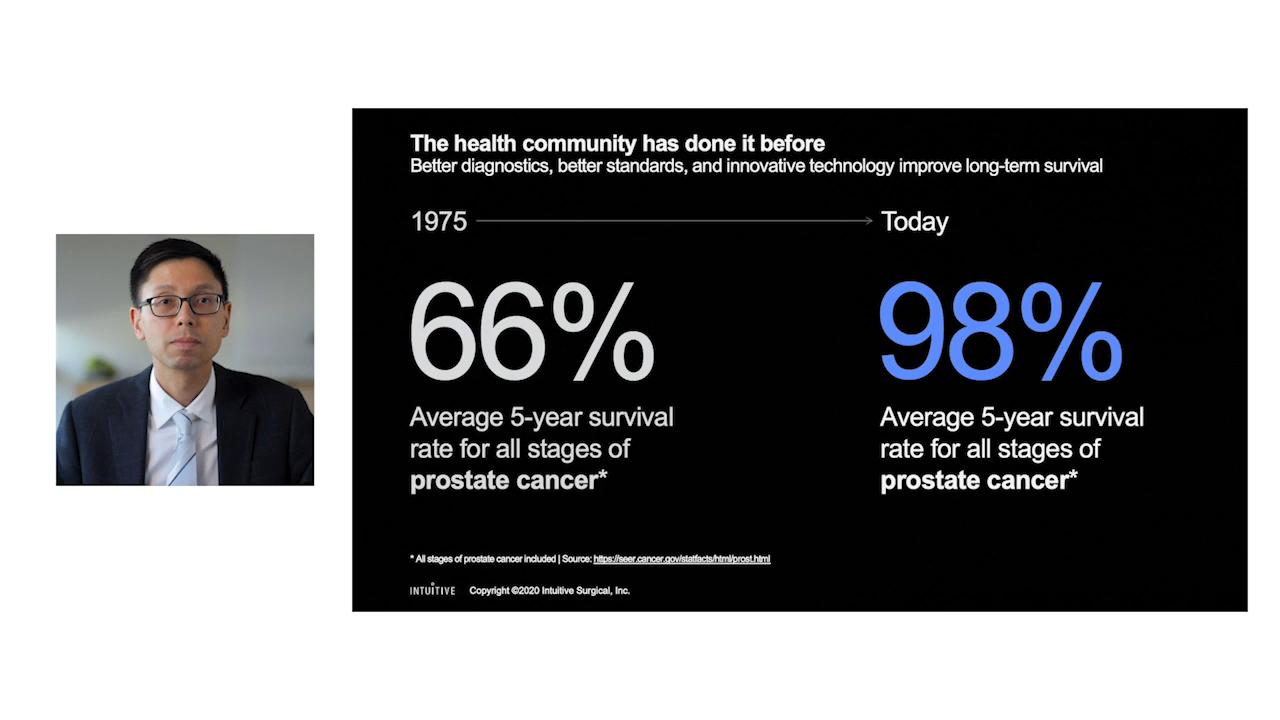 The health community has done it before
Better diagnostics, better standards, and innovative technology improve long-term survival
1975
Today
66%
98%
Average 5-year survival
rate for all stages of
prostate cancer*
Average 5-year survival
rate for all stages of
prostate cancer*
* All stages of prostate cancer included | Source: https://seer.cancer.gov/statfacts/html/prost.html
INTUITIVE Copyright ©2020 Intuitive Surgical, Inc.